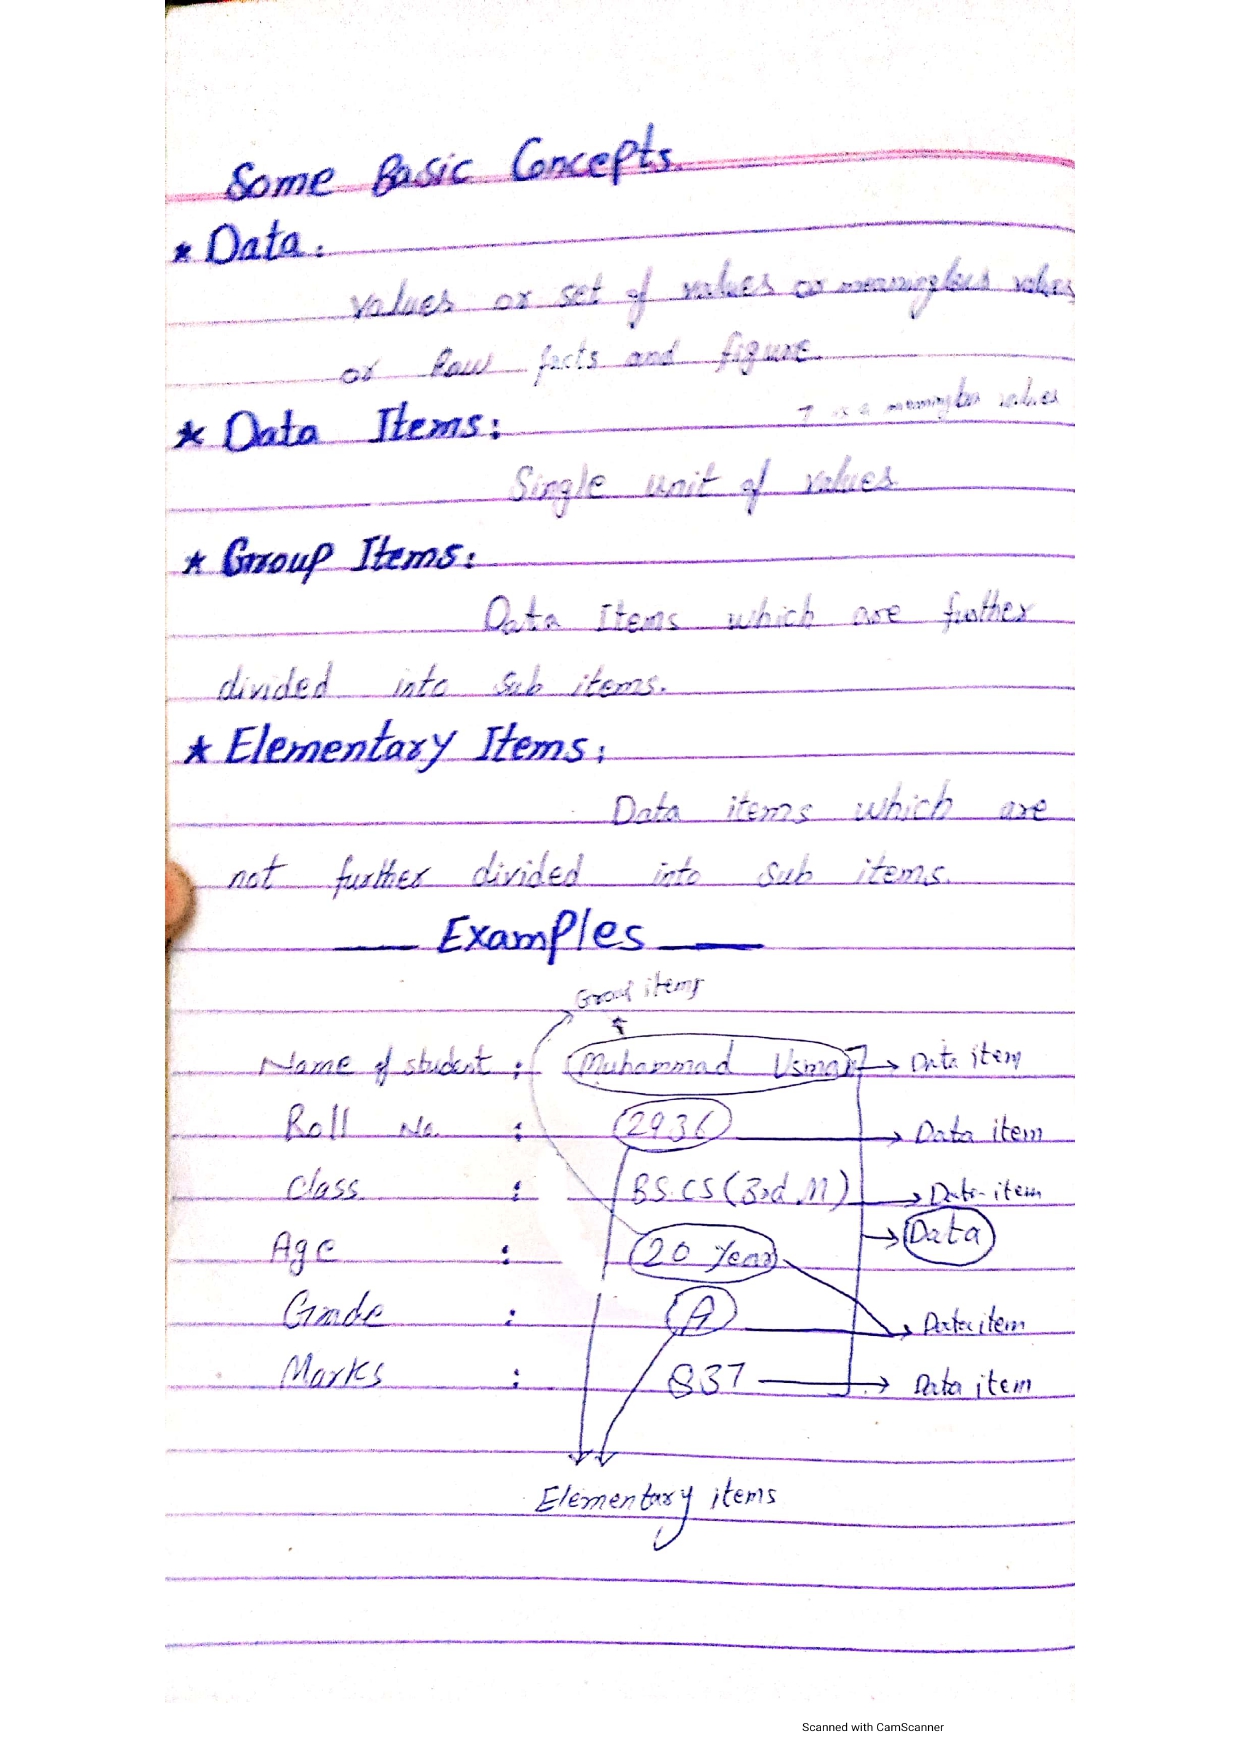 Some Basic Concepts.
★ Data:
values or set of values or meaningless values
or Raw facts and figure.
7 is a meaningless values
★ Data Items:
Single unit of values
★ Group Items:
Data Items which are further
divided into sub items.
★ Elementary Items:
Data items which are
not further divided into sub items.
Examples
Group items
Name of student : Muhammad Usman → Data item
Roll No. : 2936 → Data item
Class : BS.CS (3rd M) → Data item
→ Data
Age : 20 Year
Grade : A → Data item
Marks : 837 → Data item
Elementary items
Scanned with CamScanner